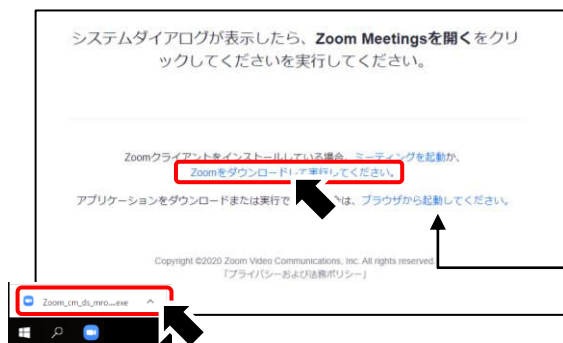 システムダイアログが表示したら、Zoom Meetingsを開くをクリ
ックしてくださいを実行してください。
Zoomクライアントをインストールしている場合、ミーティングを起動か、
Zoomをダウンロードして実行してください。
アプリケーションをダウンロードまたは実行で は、ブラウザから起動してください。
Copyright ©2020 Zoom Video Communications, Inc. All rights reserved.
「プライバシーおよび法務ポリシー」
Zoom_cm_ds_mro....exe